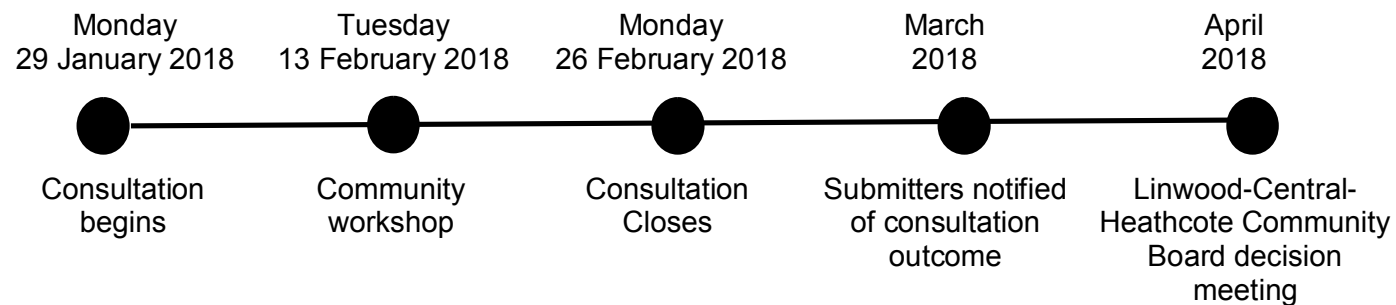 Monday
29 January 2018
Tuesday
13 February 2018
Monday
26 February 2018
March
2018
April
2018
Consultation
begins
Community
workshop
Consultation
Closes
Submitters notified
of consultation
outcome
Linwood-Central-
Heathcote Community
Board decision
meeting